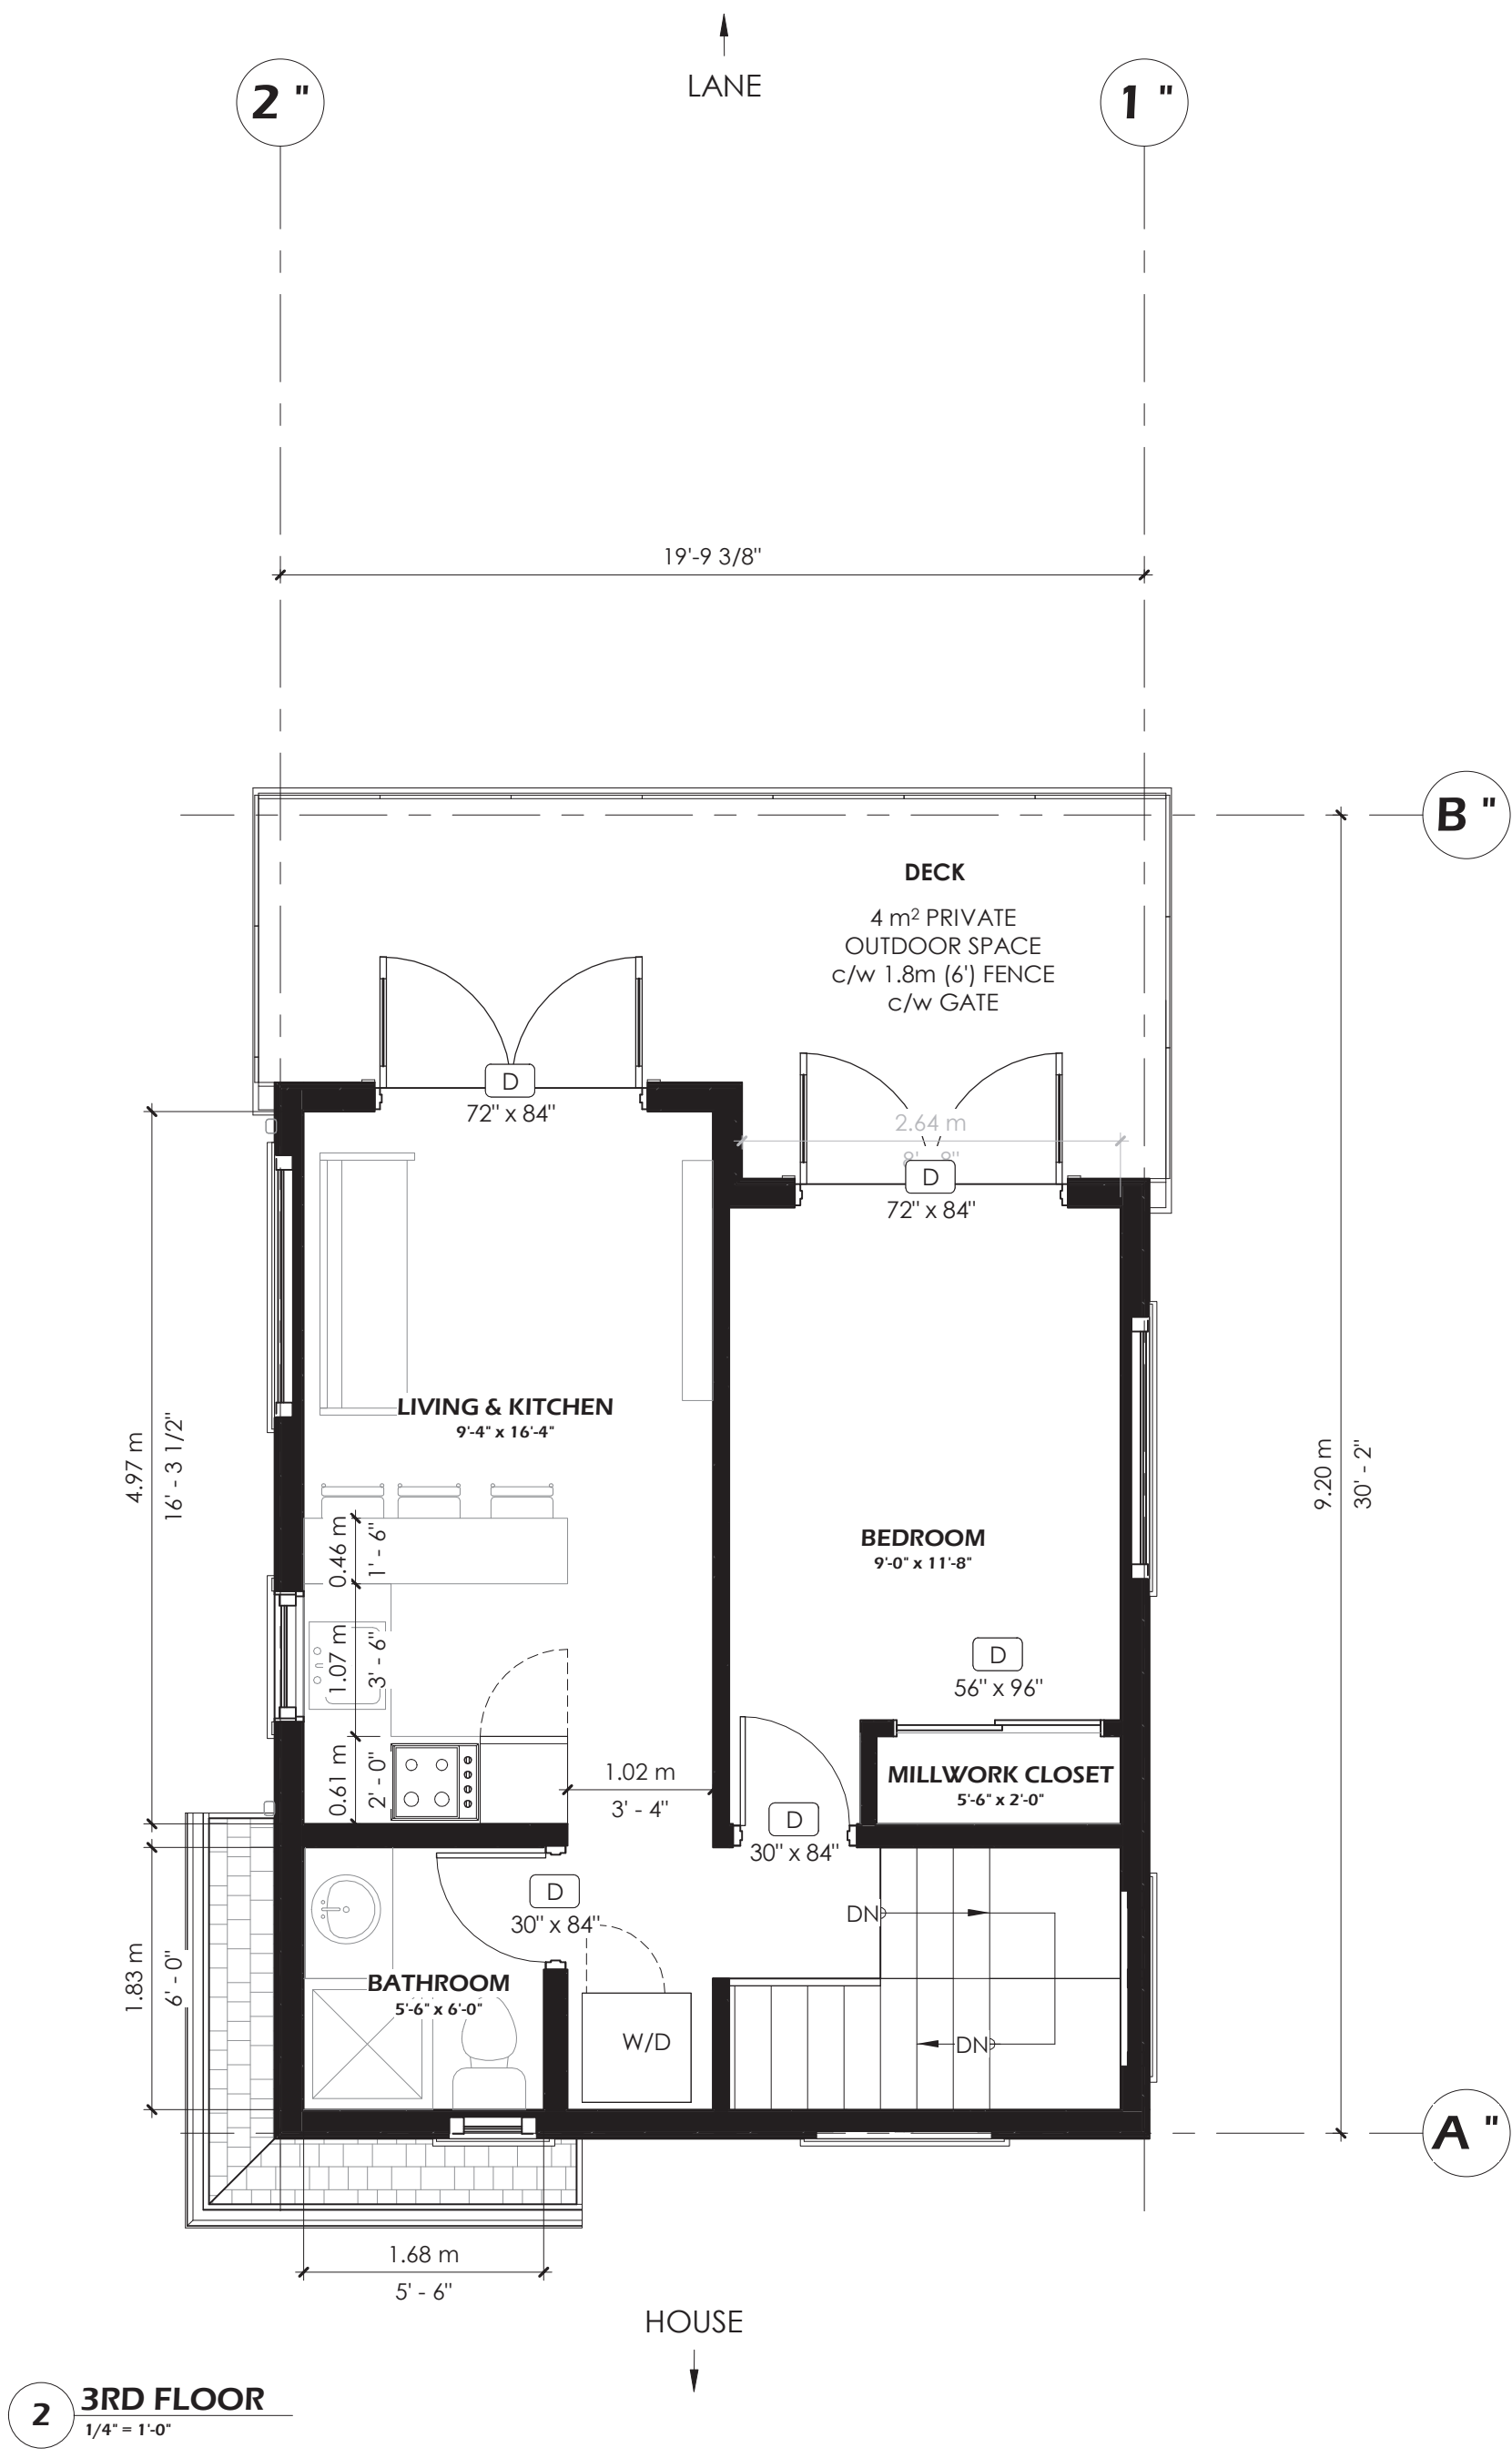 LANE
2 "
1 "
19'-9 3/8"
B "
DECK
4 m² PRIVATE
OUTDOOR SPACE
c/w 1.8m (6') FENCE
c/w GATE
D
72" x 84"
2.64 m
D
72" x 84"
4.97 m
16' - 3 1/2"
LIVING & KITCHEN
9'-4" x 16'-4"
9.20 m
30' - 2"
0.46 m
1' - 6"
BEDROOM
9'-0" x 11'-8"
1.07 m
3' - 6"
D
56" x 96"
0.61 m
2' - 0"
1.02 m
3' - 4"
MILLWORK CLOSET
5'-6" x 2'-0"
D
30" x 84"
D
30" x 84"
DN
1.83 m
6' - 0"
BATHROOM
5'-6" x 6'-0"
W/D
DN
A "
1.68 m
5' - 6"
HOUSE
2
3RD FLOOR
1/4" = 1'-0"